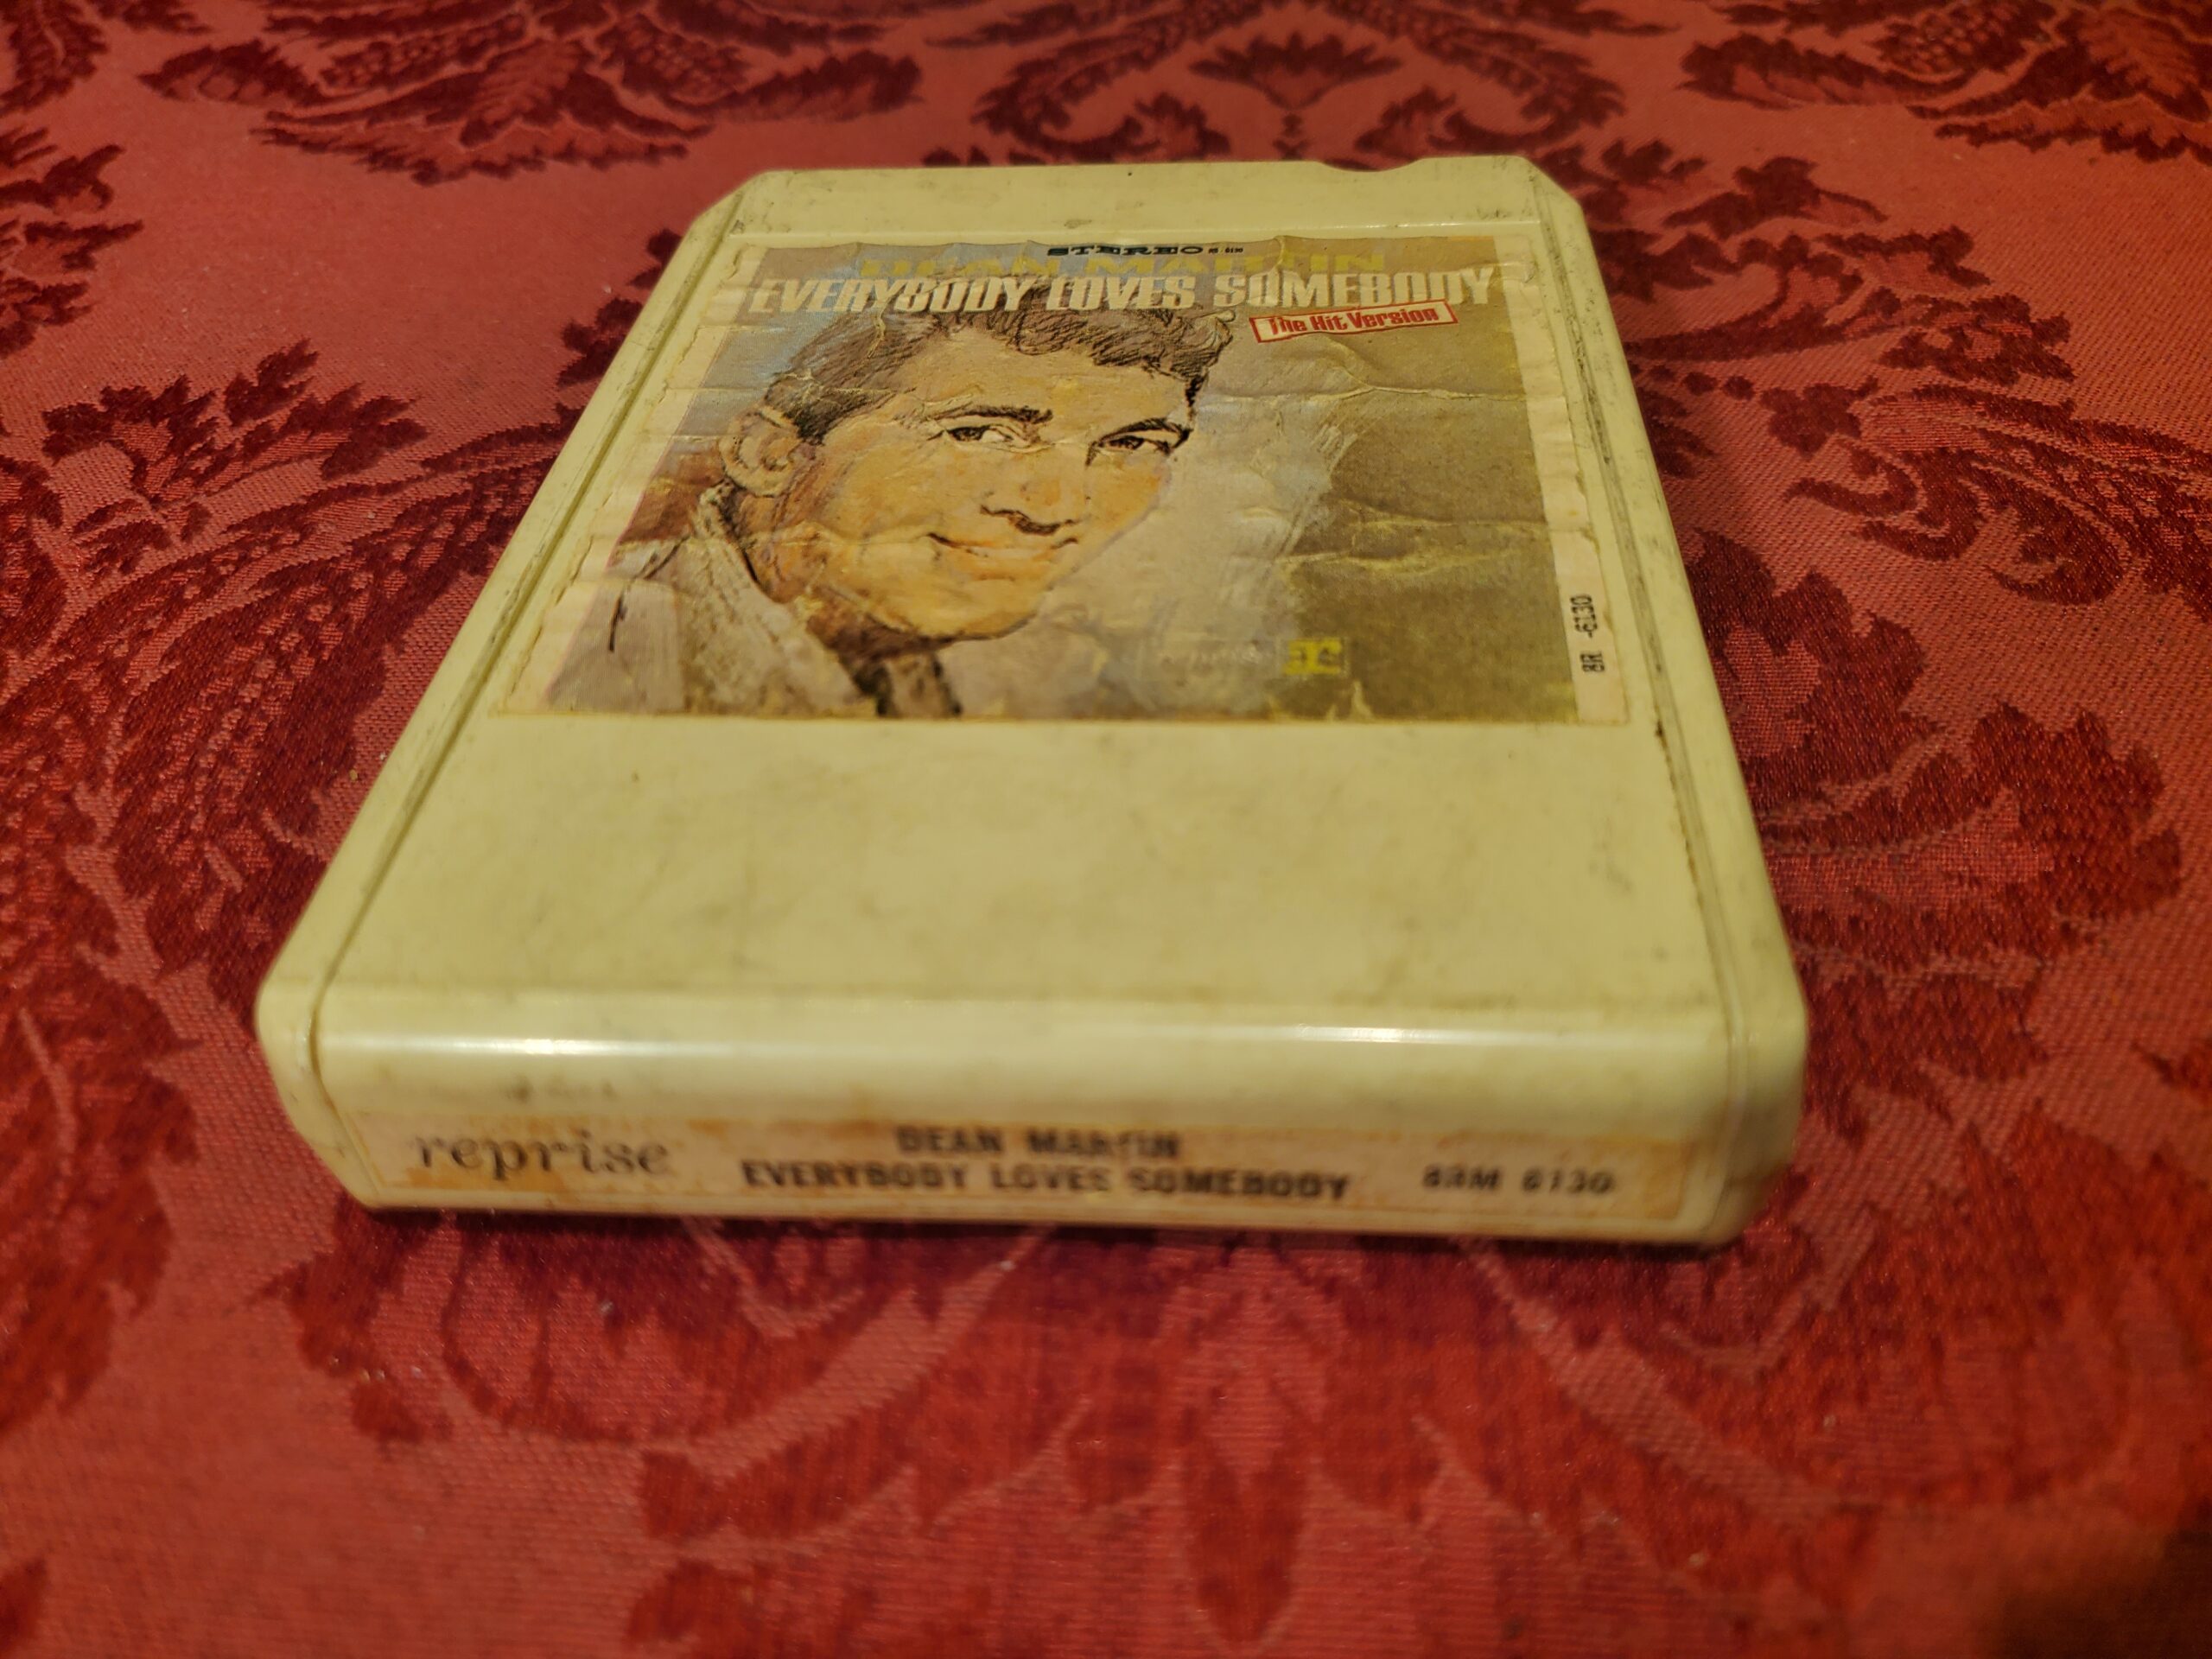 STEREO
DEAN MARTIN
EVERYBODY LOVES SOMEBODY
The Hit Version
8R -6130
reprise
DEAN MARTIN
EVERYBODY LOVES SOMEBODY
8RM 6130